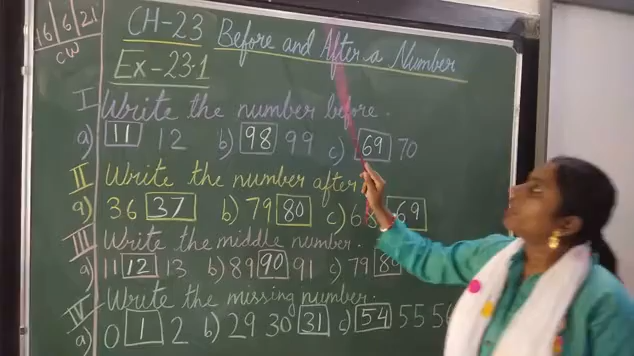 16 6 21
CW
CH-23 Before and After a Number
Ex-23.1
I Write the number before.
a) 11 12 b) 98 99 c) 69 70
II Write the number after
a) 36 37 b) 79 80 c) 69
III Write the middle number.
a) 11 12 13 b) 89 90 91 c) 79
IV Write the missing number.
a) 0 1 2 b) 29 30 31 c) 54 55 56